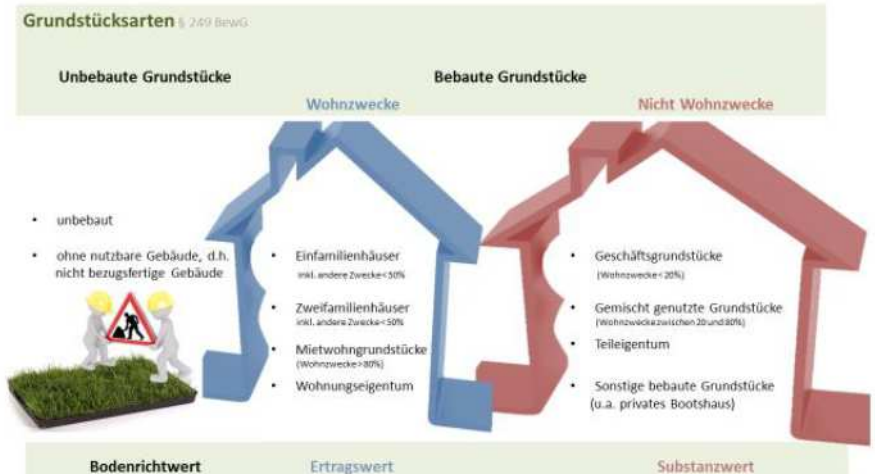 Grundstücksarten § 249 BewG
Unbebaute Grundstücke
Bebaute Grundstücke
Wohnzwecke
Nicht Wohnzwecke
• unbebaut
• ohne nutzbare Gebäude, d.h.
nicht bezugsfertige Gebäude
• Einfamilienhäuser
inkl. andere Zwecke < 50%
• Zweifamilienhäuser
inkl. andere Zwecke < 50%
• Mietwohngrundstücke
(Wohnzwecke > 80%)
• Wohnungseigentum
• Geschäftsgrundstücke
(Wohnzwecke < 20%)
• Gemischt genutzte Grundstücke
(Wohnzwecke zwischen 20 und 80%)
• Teileigentum
• Sonstige bebaute Grundstücke
(u.a. privates Bootshaus)
Bodenrichtwert
Ertragswert
Substanzwert